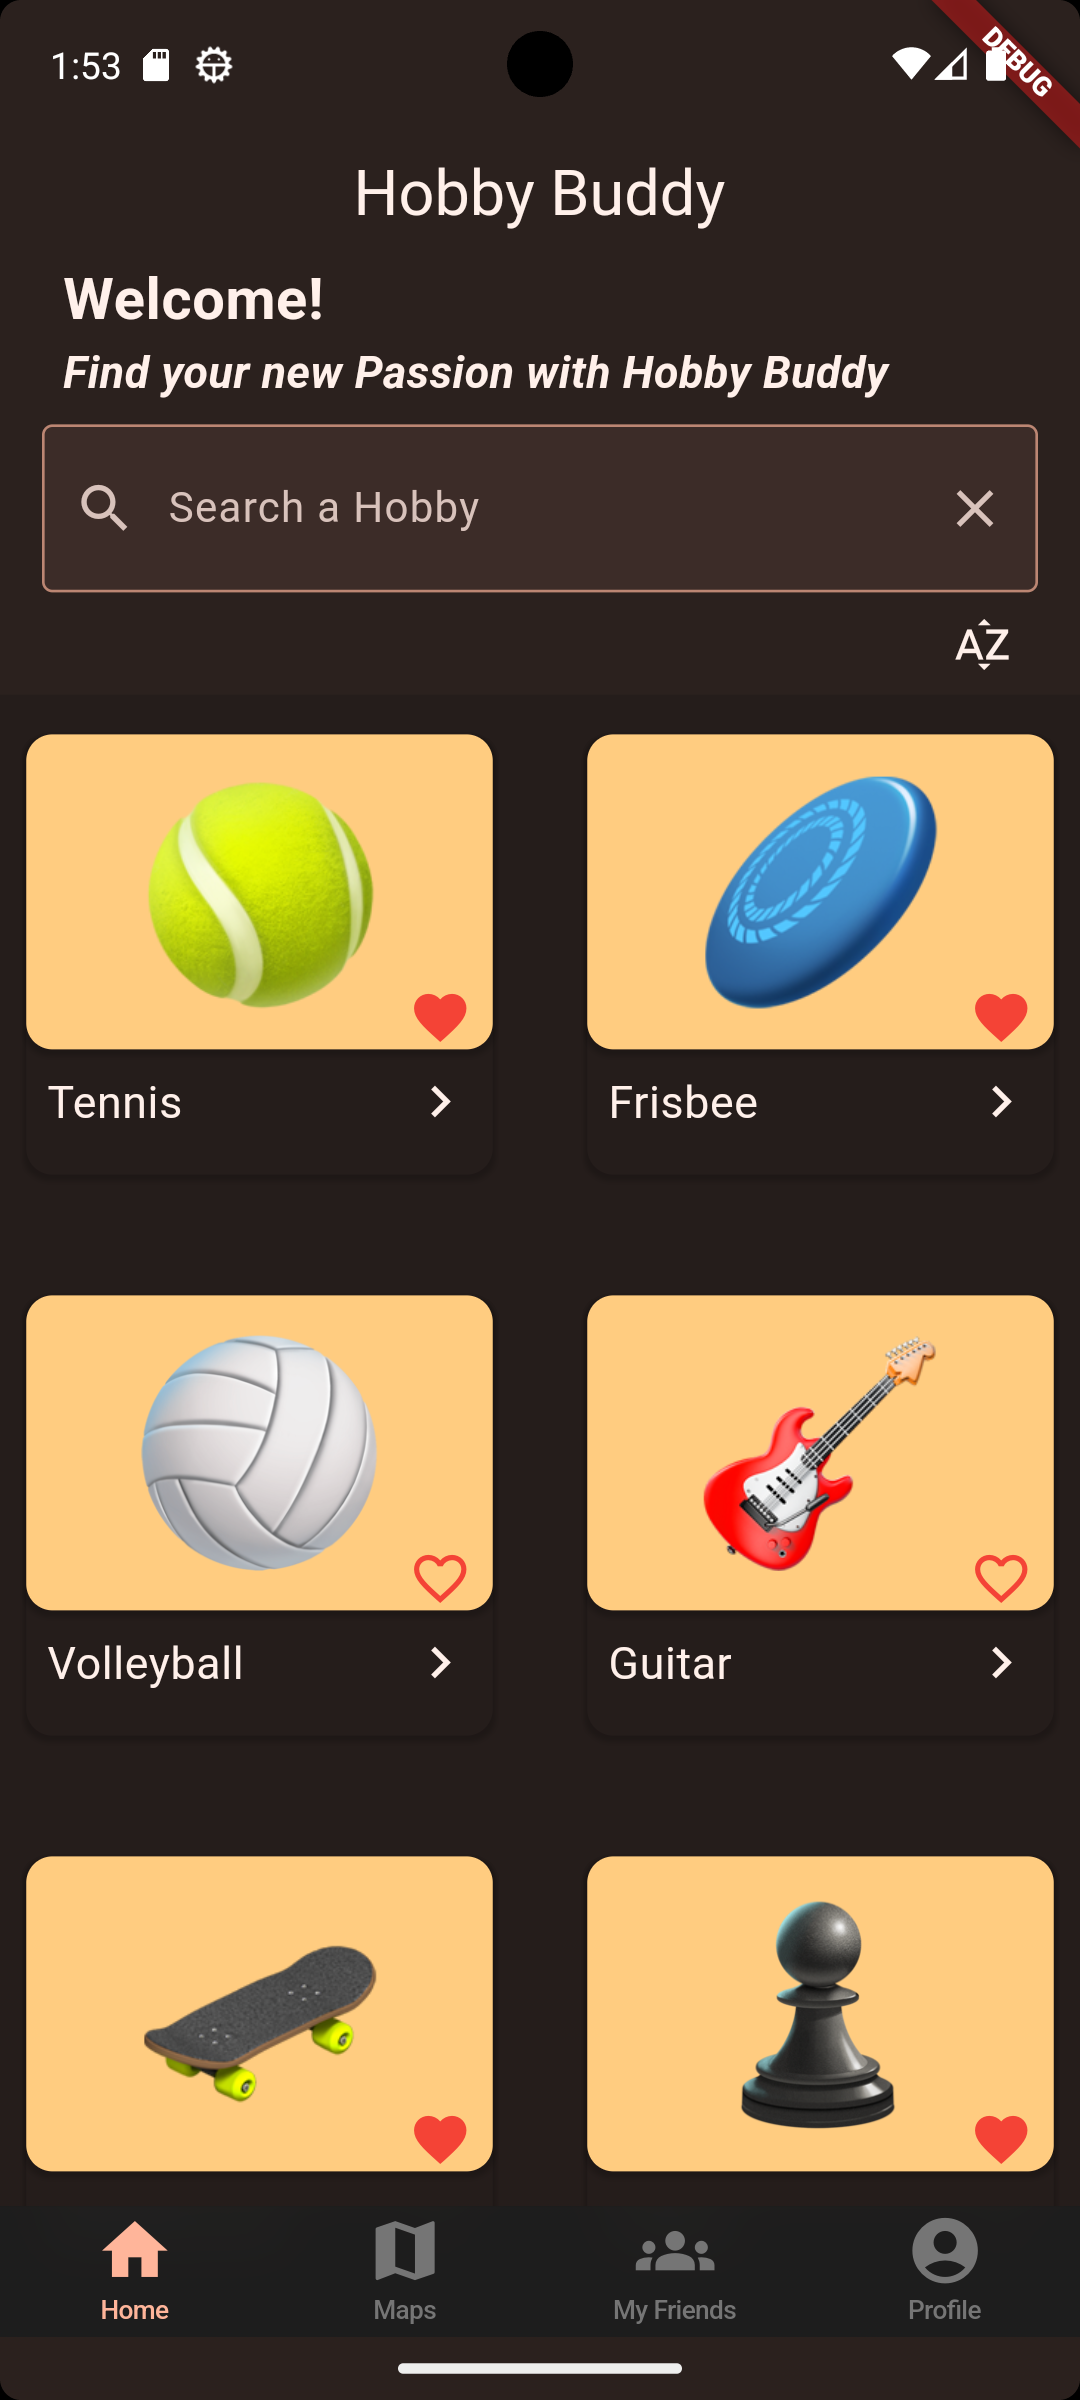 1:53
DEBUG
Hobby Buddy
Welcome!
Find your new Passion with Hobby Buddy
Search a Hobby
AZ
Tennis
Frisbee
Volleyball
Guitar
Home
Maps
My Friends
Profile